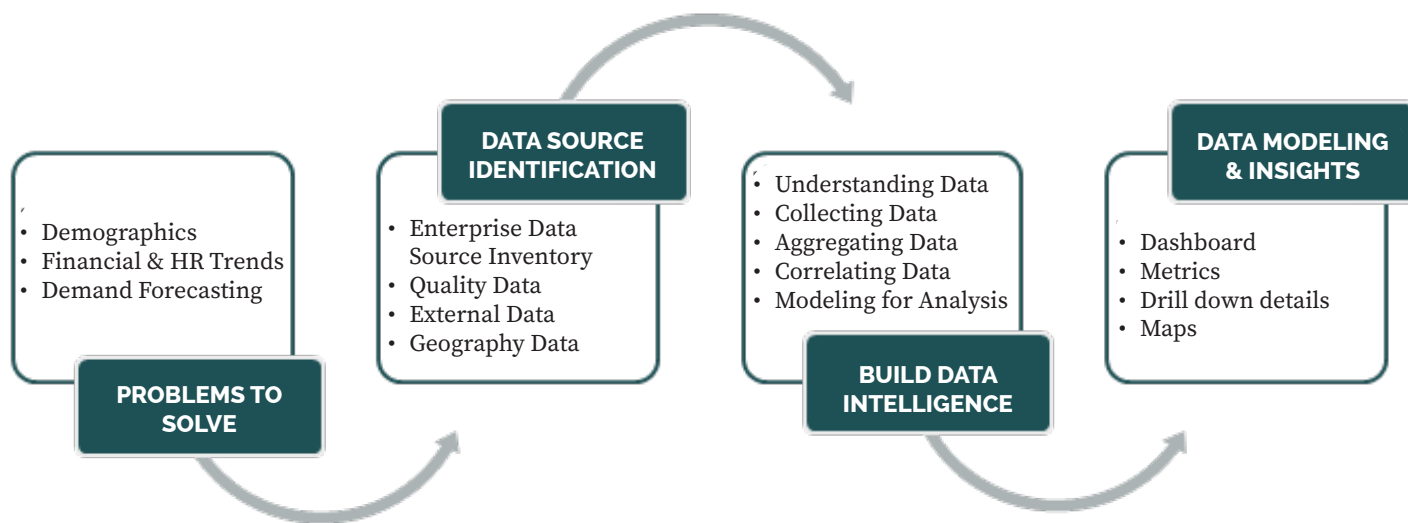 • Demographics
• Financial & HR Trends
• Demand Forecasting
PROBLEMS TO
SOLVE
DATA SOURCE
IDENTIFICATION
• Enterprise Data
Source Inventory
• Quality Data
• External Data
• Geography Data
• Understanding Data
• Collecting Data
• Aggregating Data
• Correlating Data
• Modeling for Analysis
BUILD DATA
INTELLIGENCE
DATA MODELING
& INSIGHTS
• Dashboard
• Metrics
• Drill down details
• Maps